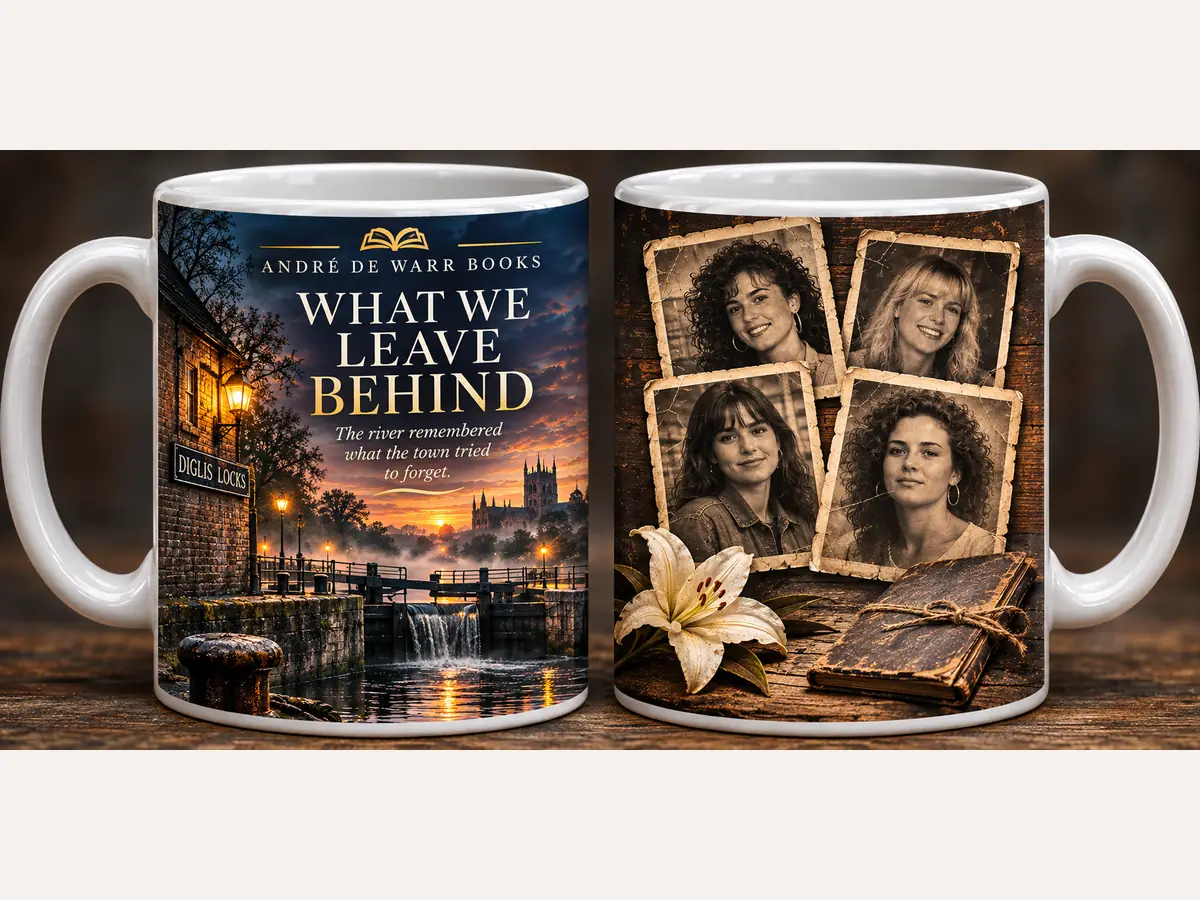 ANDRÉ DE WARR BOOKS
WHAT WE
LEAVE
BEHIND
The river remembered
what the town tried
to forget.
DIGLIS LOCKS